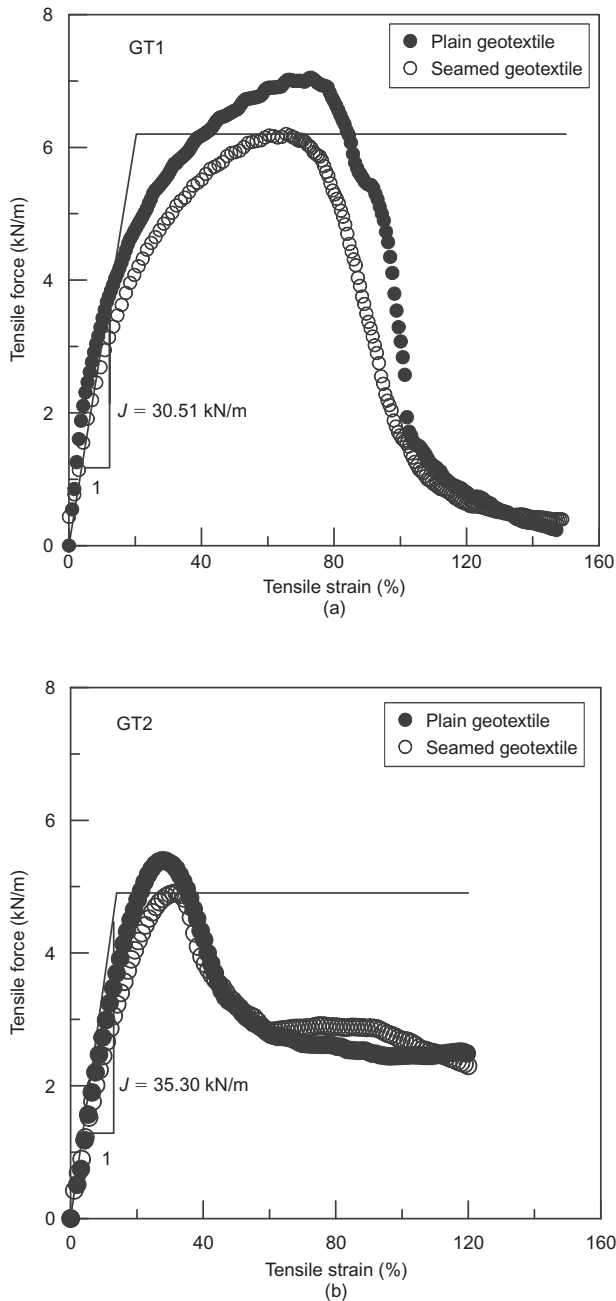 8
GT1
Plain geotextile
Seamed geotextile
6
Tensile force (kN/m)
4
J = 30.51 kN/m
2
1
0
0 40 80 120 160
Tensile strain (%)
(a)
8
GT2
Plain geotextile
Seamed geotextile
6
Tensile force (kN/m)
4
J = 35.30 kN/m
2
1
0
0 40 80 120 160
Tensile strain (%)
(b)